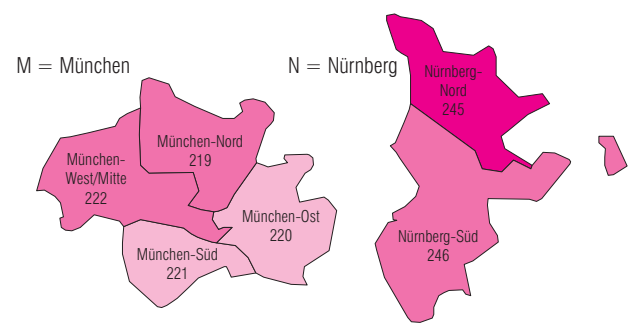 M = München
N = Nürnberg
Nürnberg-
Nord
245
München-Nord
219
München-
West/Mitte
222
München-Ost
220
Nürnberg-Süd
246
München-Süd
221